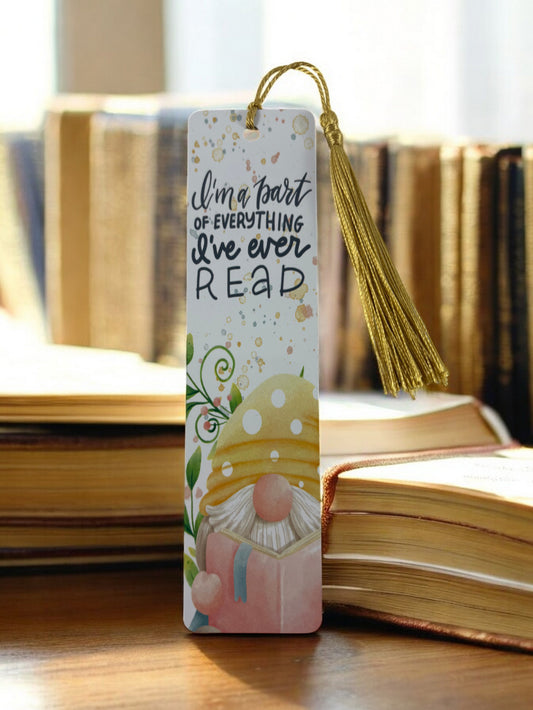 I'm a part
OF EVERYTHING
I've ever
READ